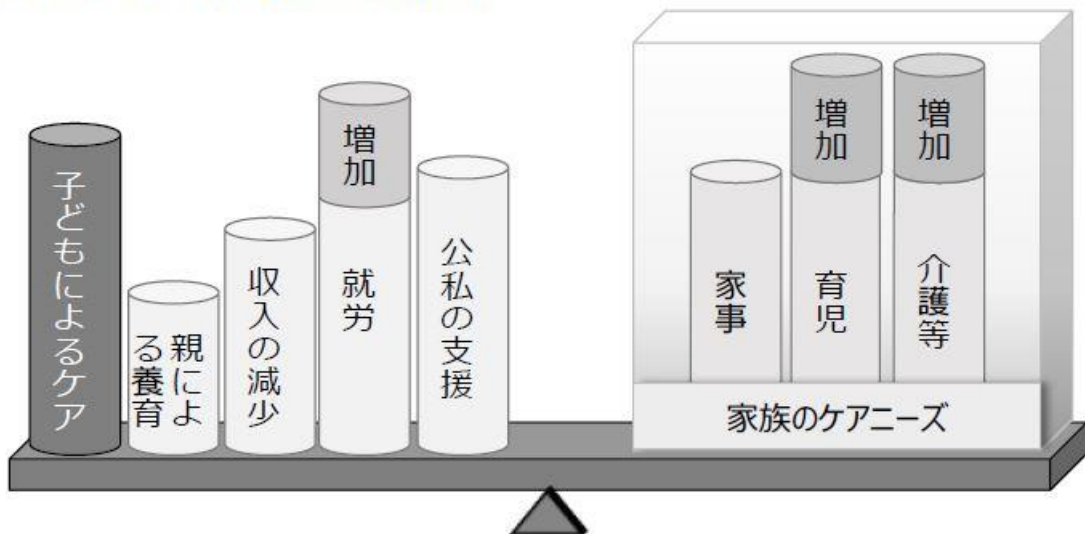 子どもによるケア
親によ
る養育
収入の減少
増加
就労
公私の支援
家事
増加
育児
増加
介護等
家族のケアニーズ